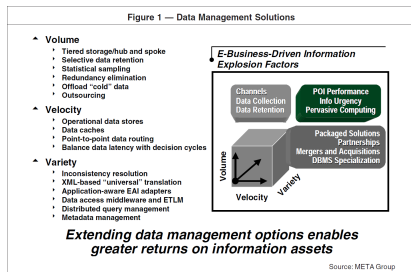 Figure 1 — Data Management Solutions
Volume
Tiered storage/hub and spoke
Selective data retention
Statistical sampling
Redundancy elimination
Offload “cold” data
Outsourcing
Velocity
Operational data stores
Data caches
Point-to-point data routing
Balance data latency with decision cycles
Variety
Inconsistency resolution
XML-based “universal” translation
Application-aware EAI adapters
Data access middleware and ETLM
Distributed query management
Metadata management
E-Business-Driven Information
Explosion Factors
Channels
Data Collection
Data Retention
POI Performance
Info Urgency
Pervasive Computing
Packaged Solutions
Partnerships
Mergers and Acquisitions
DBMS Specialization
Volume
Velocity
Variety
Extending data management options enables
greater returns on information assets
Source: META Group